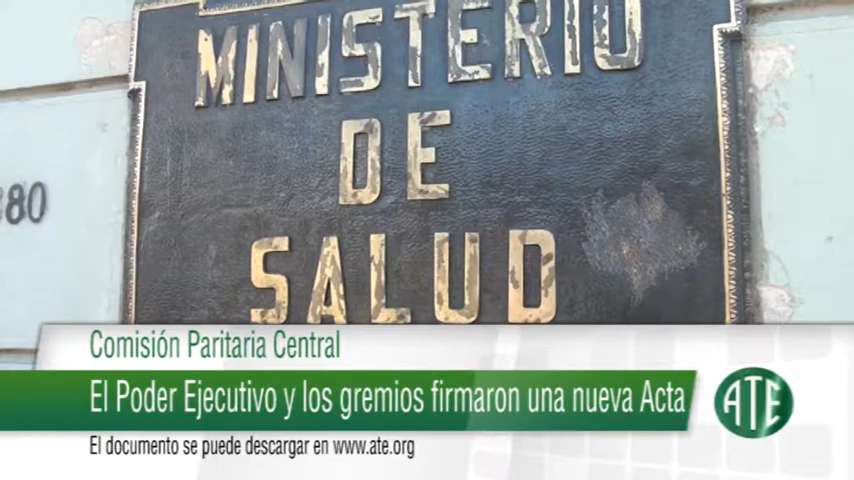 MINISTERIO
DE
SALUD
380
Comisión Paritaria Central
El Poder Ejecutivo y los gremios firmaron una nueva Acta
ATE
El documento se puede descargar en www.ate.org